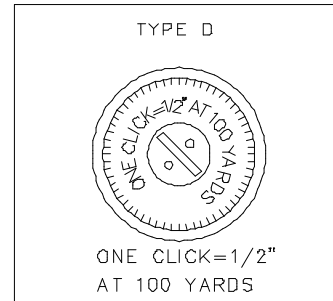 TYPE D
ONE CLICK=1/2" AT 100 YARDS
ONE CLICK=1/2"
AT 100 YARDS